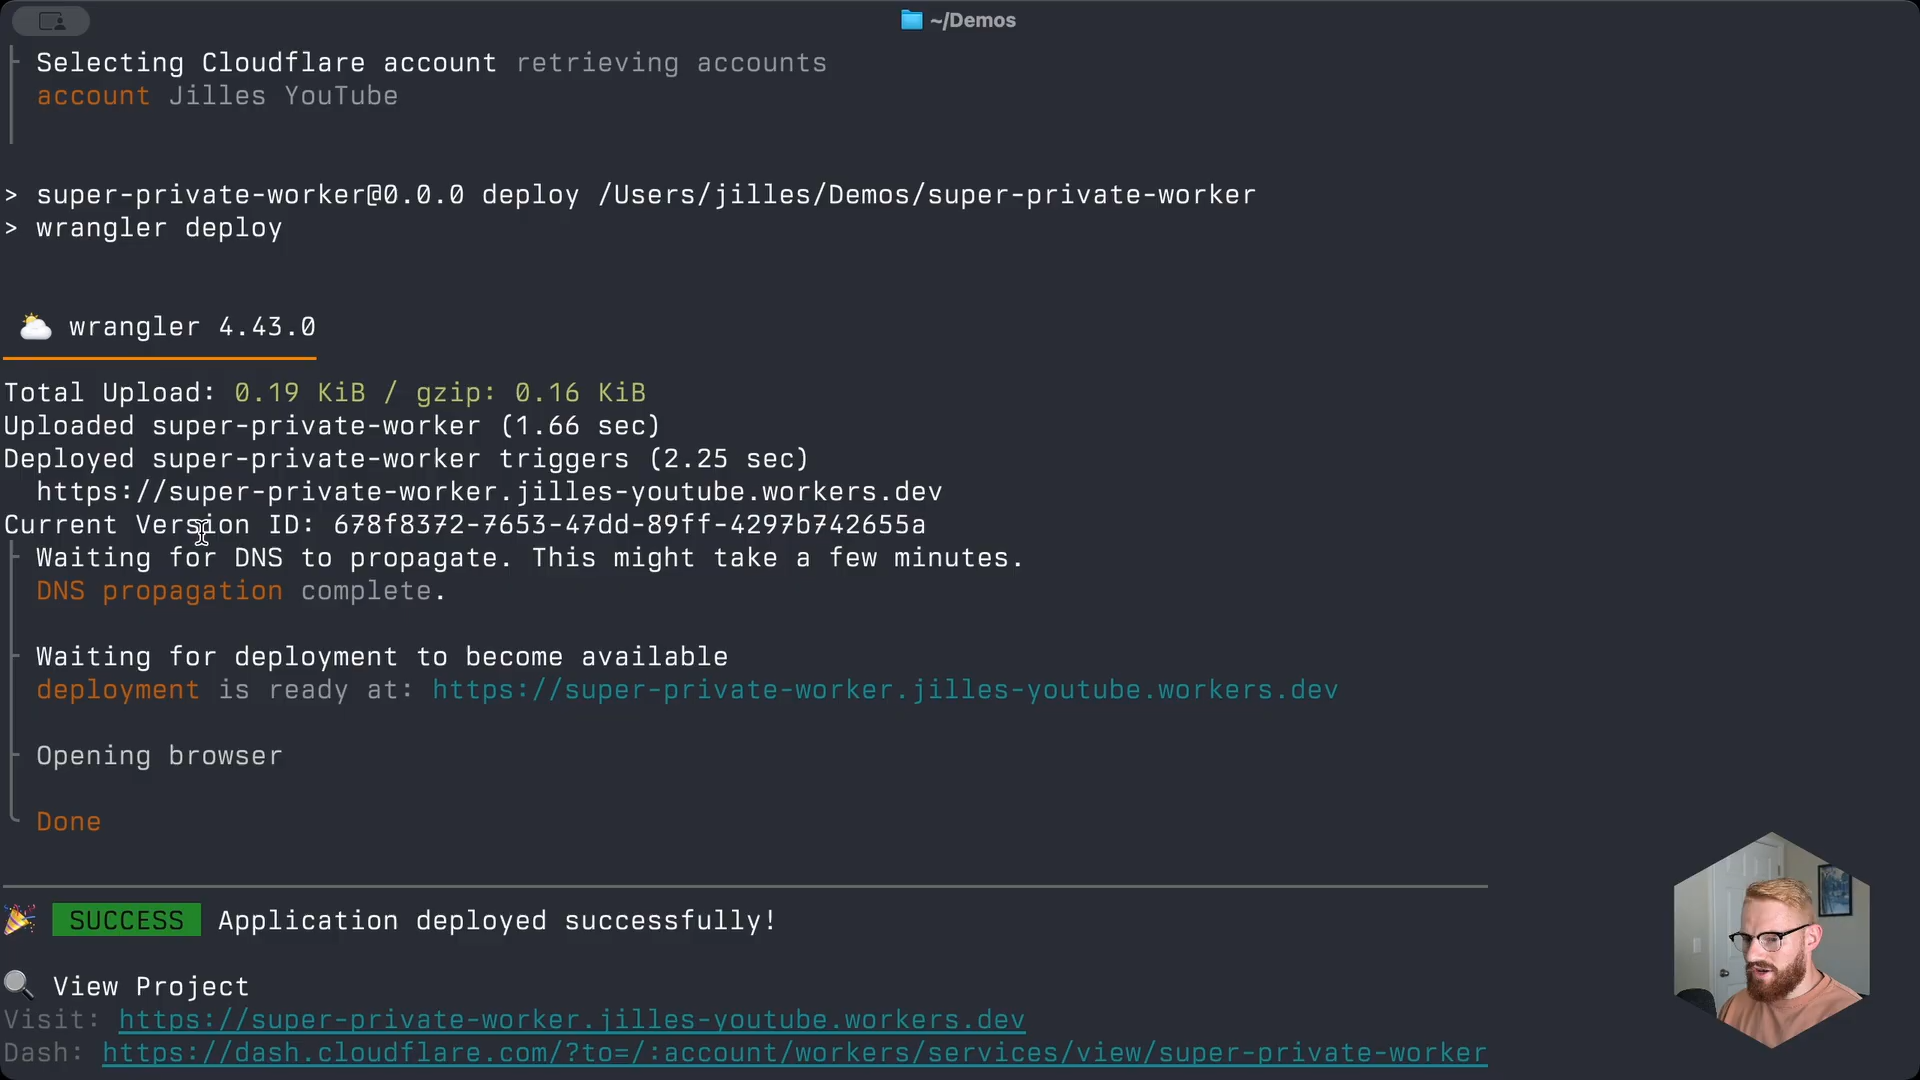 ~/Demos
Selecting Cloudflare account retrieving accounts
account Jilles YouTube
> super-private-worker@0.0.0 deploy /Users/jilles/Demos/super-private-worker
> wrangler deploy
wrangler 4.43.0
Total Upload: 0.19 KiB / gzip: 0.16 KiB
Uploaded super-private-worker (1.66 sec)
Deployed super-private-worker triggers (2.25 sec)
https://super-private-worker.jilles-youtube.workers.dev
Current Version ID: 678f8372-7653-47dd-89ff-4297b742655a
Waiting for DNS to propagate. This might take a few minutes.
DNS propagation complete.
Waiting for deployment to become available
deployment is ready at: https://super-private-worker.jilles-youtube.workers.dev
Opening browser
Done
SUCCESS Application deployed successfully!
View Project
Visit: https://super-private-worker.jilles-youtube.workers.dev
Dash: https://dash.cloudflare.com/?to=/:account/workers/services/view/super-private-worker